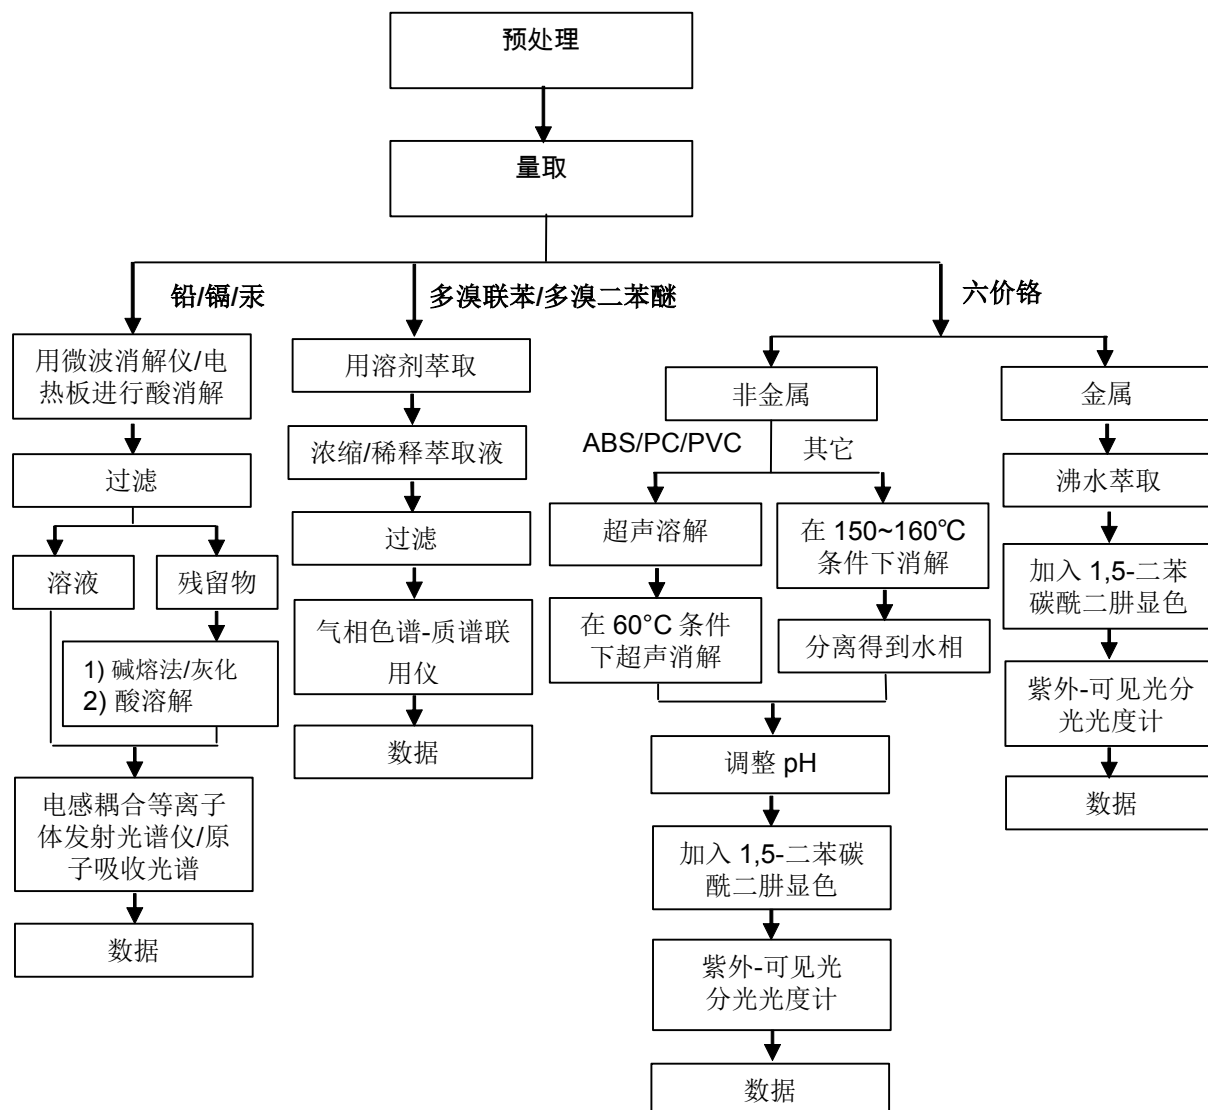 预处理
量取
铅/镉/汞
多溴联苯/多溴二苯醚
六价铬
用微波消解仪/电
热板进行酸消解
过滤
溶液
残留物
1) 碱熔法/灰化
2) 酸溶解
电感耦合等离子
体发射光谱仪/原
子吸收光谱
数据
用溶剂萃取
浓缩/稀释萃取液
过滤
气相色谱-质谱联
用仪
数据
非金属
ABS/PC/PVC
其它
超声溶解
在 60°C 条件
下超声消解
在 150~160℃
条件下消解
分离得到水相
调整 pH
加入 1,5-二苯碳
酰二肼显色
紫外-可见光
分光光度计
数据
金属
沸水萃取
加入 1,5-二苯
碳酰二肼显色
紫外-可见光分
光光度计
数据